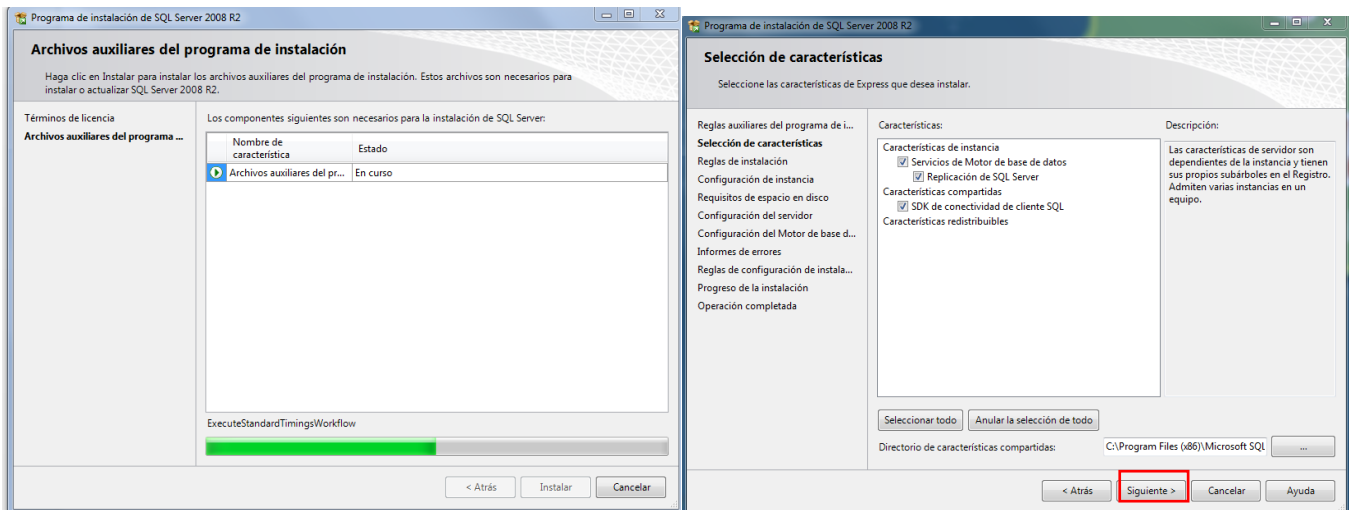 Programa de instalación de SQL Server 2008 R2
Archivos auxiliares del programa de instalación
Haga clic en Instalar para instalar los archivos auxiliares del programa de instalación. Estos archivos son necesarios para
instalar o actualizar SQL Server 2008 R2.
Términos de licencia
Archivos auxiliares del programa ...
Los componentes siguientes son necesarios para la instalación de SQL Server:
Nombre de
característica
Estado
Archivos auxiliares del pr...
En curso
ExecuteStandardTimingsWorkflow
< Atrás
Instalar
Cancelar
Programa de instalación de SQL Server 2008 R2
Selección de características
Seleccione las características de Express que desea instalar.
Reglas auxiliares del programa de i...
Selección de características
Reglas de instalación
Configuración de instancia
Requisitos de espacio en disco
Configuración del servidor
Configuración del Motor de base d...
Informes de errores
Reglas de configuración de instala...
Progreso de la instalación
Operación completada
Características:
Características de instancia
Servicios de Motor de base de datos
Replicación de SQL Server
Características compartidas
SDK de conectividad de cliente SQL
Características redistribuibles
Descripción:
Las características de servidor son
dependientes de la instancia y tienen
sus propios subárboles en el Registro.
Admiten varias instancias en un
equipo.
Seleccionar todo
Anular la selección de todo
Directorio de características compartidas:
C:\Program Files (x86)\Microsoft SQL
...
< Atrás
Siguiente >
Cancelar
Ayuda